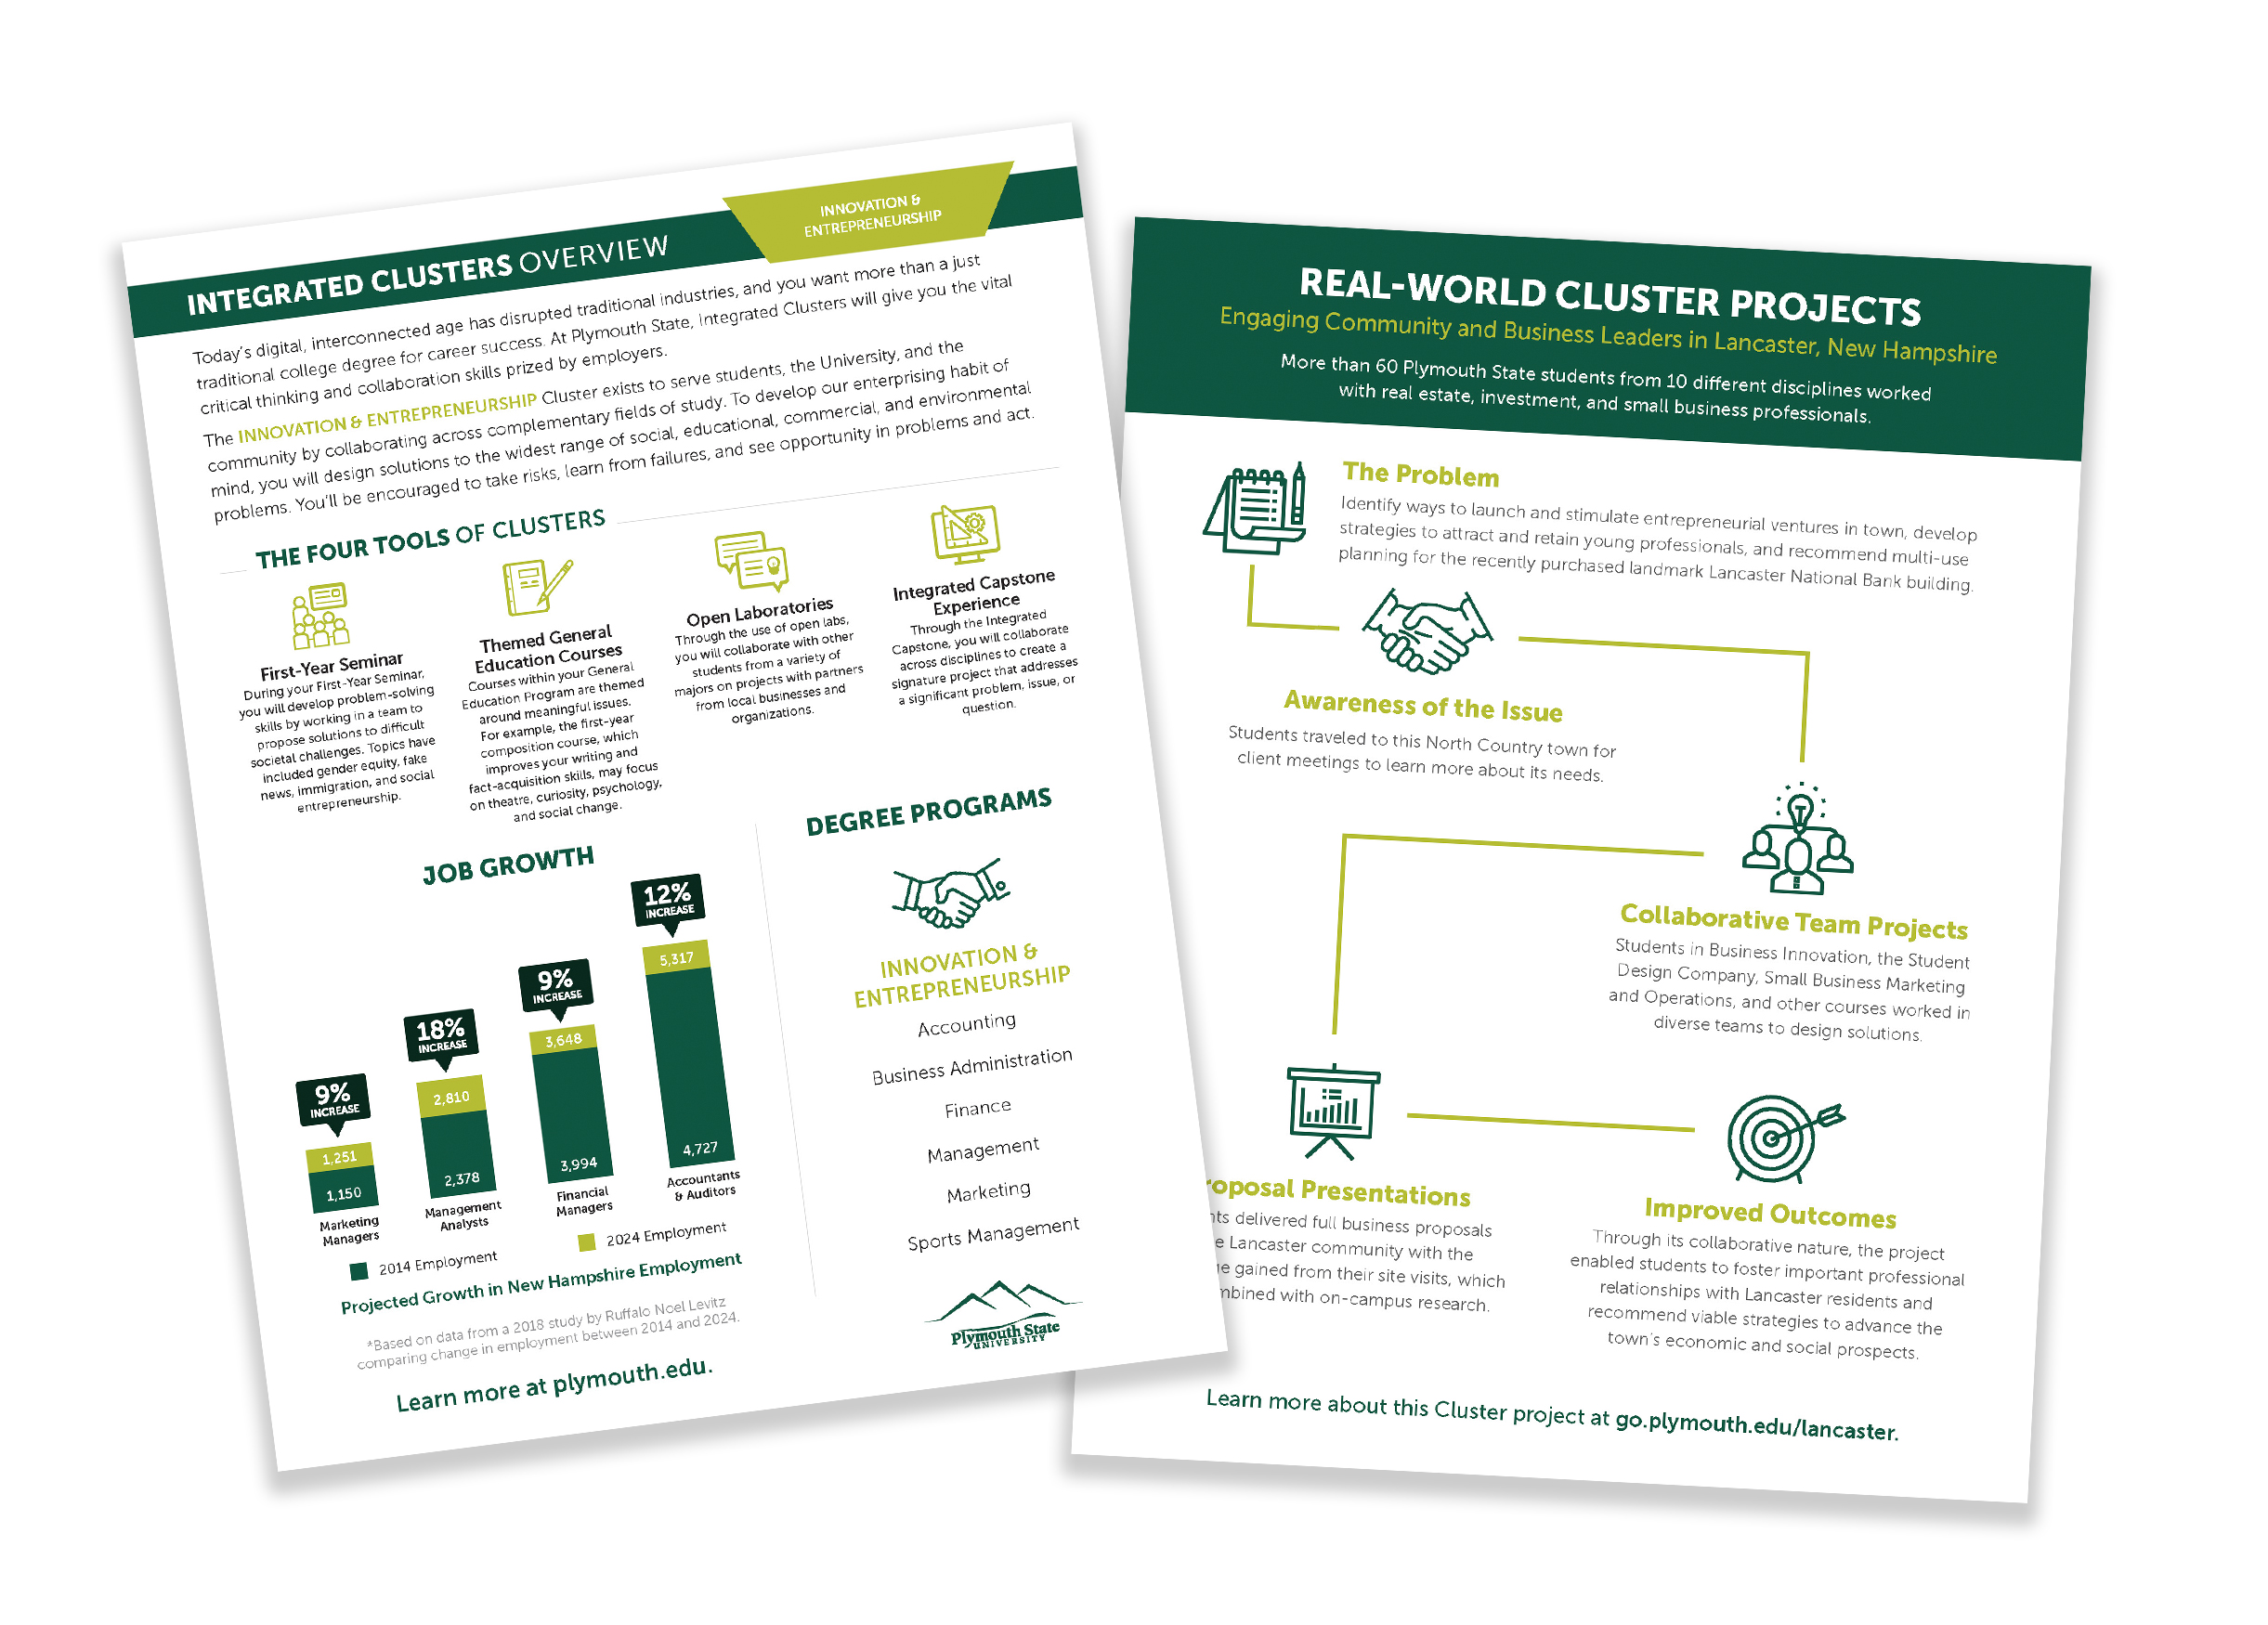 INNOVATION &
ENTREPRENEURSHIP
INTEGRATED CLUSTERS OVERVIEW
Today's digital, interconnected age has disrupted traditional industries, and you want more than a just
traditional college degree for career success. At Plymouth State, Integrated Clusters will give you the vital
critical thinking and collaboration skills prized by employers.
The INNOVATION & ENTREPRENEURSHIP Cluster exists to serve students, the University, and the
community by collaborating across complementary fields of study. To develop our enterprising habit of
mind, you will design solutions to the widest range of social, educational, commercial, and environmental
problems. You'll be encouraged to take risks, learn from failures, and see opportunity in problems and act.
THE FOUR TOOLS OF CLUSTERS
First-Year Seminar
During your First-Year Seminar,
you will develop problem-solving
skills by working in a team to
propose solutions to difficult
societal challenges. Topics have
included gender equity, fake
news, immigration, and social
entrepreneurship.
Themed General
Education Courses
Courses within your General
Education Program are themed
around meaningful issues.
For example, the first-year
composition course, which
improves your writing and
fact-acquisition skills, may focus
on theatre, curiosity, psychology,
and social change.
Open Laboratories
Through the use of open labs,
you will collaborate with other
students from a variety of
majors on projects with partners
from local businesses and
organizations.
Integrated Capstone
Experience
Through the Integrated
Capstone, you will collaborate
across disciplines to create a
signature project that addresses
a significant problem, issue, or
question.
JOB GROWTH
9%
INCREASE
1,251
1,150
Marketing
Managers
18%
INCREASE
2,810
2,378
Management
Analysts
9%
INCREASE
3,648
3,994
Financial
Managers
12%
INCREASE
5,317
4,727
Accountants
& Auditors
2014 Employment
2024 Employment
Projected Growth in New Hampshire Employment
*Based on data from a 2018 study by Ruffalo Noel Levitz
comparing change in employment between 2014 and 2024.
Learn more at plymouth.edu.
DEGREE PROGRAMS
INNOVATION &
ENTREPRENEURSHIP
Accounting
Business Administration
Finance
Management
Marketing
Sports Management
Plymouth State
UNIVERSITY
REAL-WORLD CLUSTER PROJECTS
Engaging Community and Business Leaders in Lancaster, New Hampshire
More than 60 Plymouth State students from 10 different disciplines worked
with real estate, investment, and small business professionals.
The Problem
Identify ways to launch and stimulate entrepreneurial ventures in town, develop
strategies to attract and retain young professionals, and recommend multi-use
planning for the recently purchased landmark Lancaster National Bank building.
Awareness of the Issue
Students traveled to this North Country town for
client meetings to learn more about its needs.
Collaborative Team Projects
Students in Business Innovation, the Student
Design Company, Small Business Marketing
and Operations, and other courses worked in
diverse teams to design solutions.
Presentations
delivered full business proposals
Lancaster community with the
gained from their site visits, which
with on-campus research.
Improved Outcomes
Through its collaborative nature, the project
enabled students to foster important professional
relationships with Lancaster residents and
recommend viable strategies to advance the
town's economic and social prospects.
Learn more about this Cluster project at go.plymouth.edu/lancaster.